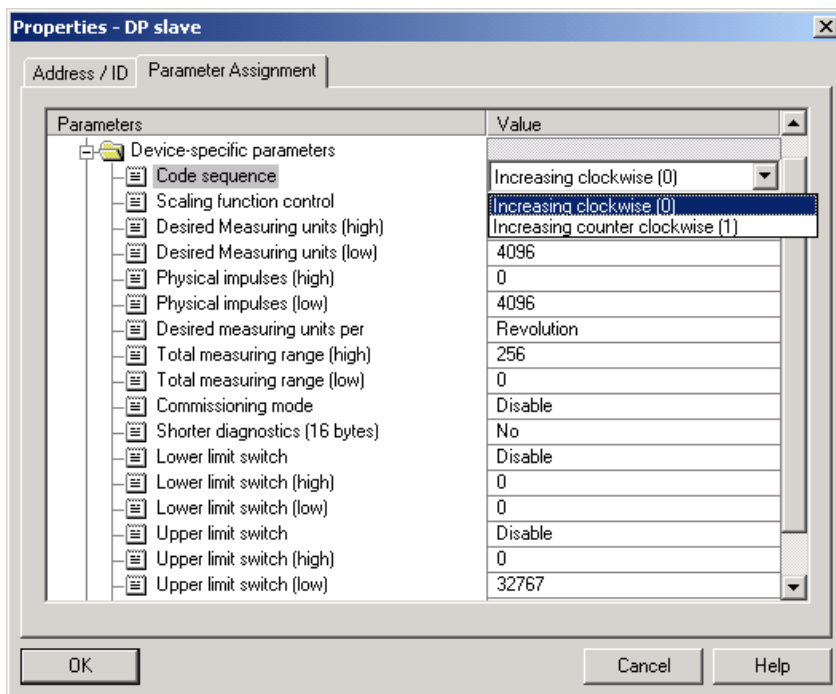 Properties - DP slave
Address / ID Parameter Assignment
Parameters Value
Device-specific parameters
Code sequence Increasing clockwise (0)
Scaling function control Increasing clockwise (0)
Desired Measuring units (high) Increasing counter clockwise (1)
Desired Measuring units (low) 4096
Physical impulses (high) 0
Physical impulses (low) 4096
Desired measuring units per Revolution
Total measuring range (high) 256
Total measuring range (low) 0
Commissioning mode Disable
Shorter diagnostics (16 bytes) No
Lower limit switch Disable
Lower limit switch (high) 0
Lower limit switch (low) 0
Upper limit switch Disable
Upper limit switch (high) 0
Upper limit switch (low) 32767
OK Cancel Help